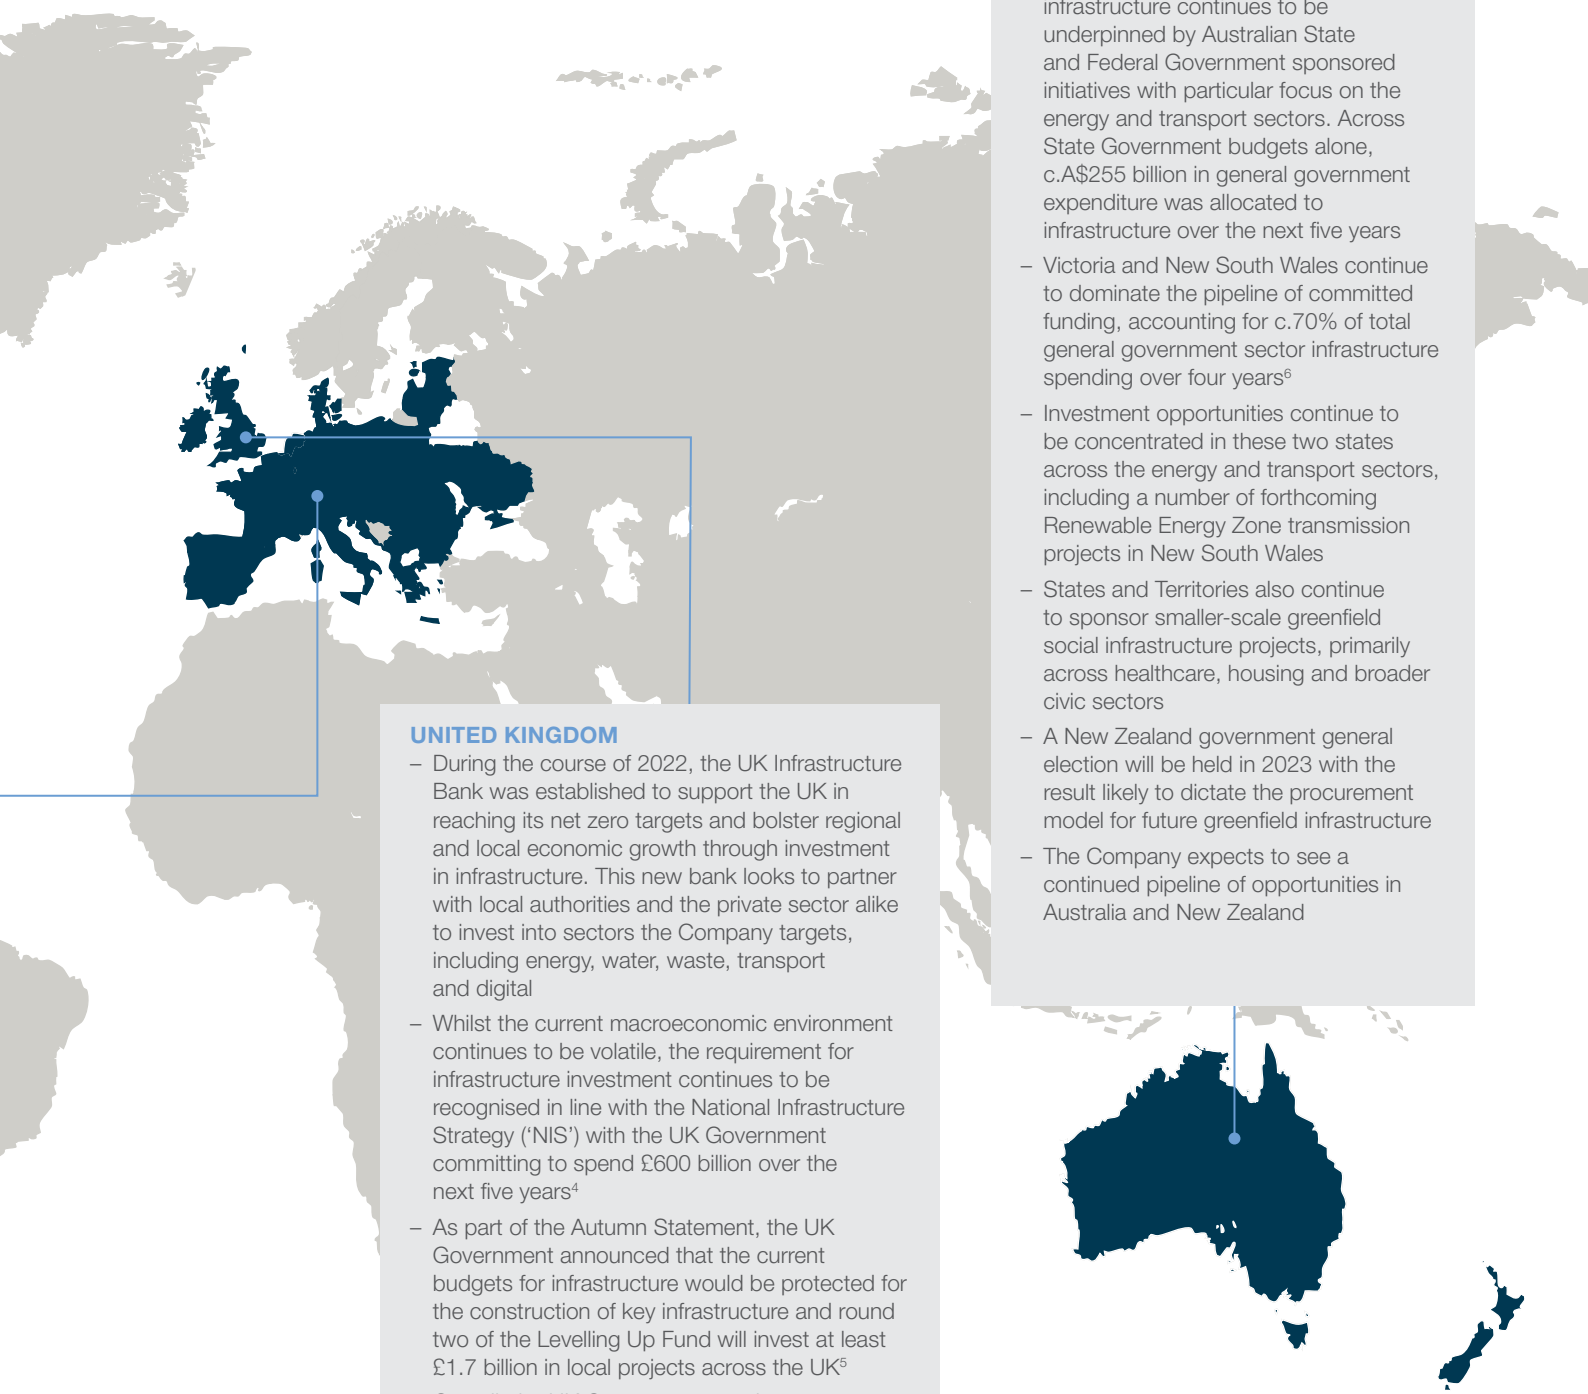 infrastructure continues to be
underpinned by Australian State
and Federal Government sponsored
initiatives with particular focus on the
energy and transport sectors. Across
State Government budgets alone,
c.A$255 billion in general government
expenditure was allocated to
infrastructure over the next five years
– Victoria and New South Wales continue
to dominate the pipeline of committed
funding, accounting for c.70% of total
general government sector infrastructure
spending over four years⁶
– Investment opportunities continue to
be concentrated in these two states
across the energy and transport sectors,
including a number of forthcoming
Renewable Energy Zone transmission
projects in New South Wales
– States and Territories also continue
to sponsor smaller-scale greenfield
social infrastructure projects, primarily
across healthcare, housing and broader
civic sectors
– A New Zealand government general
election will be held in 2023 with the
result likely to dictate the procurement
model for future greenfield infrastructure
– The Company expects to see a
continued pipeline of opportunities in
Australia and New Zealand
UNITED KINGDOM
– During the course of 2022, the UK Infrastructure
Bank was established to support the UK in
reaching its net zero targets and bolster regional
and local economic growth through investment
in infrastructure. This new bank looks to partner
with local authorities and the private sector alike
to invest into sectors the Company targets,
including energy, water, waste, transport
and digital
– Whilst the current macroeconomic environment
continues to be volatile, the requirement for
infrastructure investment continues to be
recognised in line with the National Infrastructure
Strategy (‘NIS’) with the UK Government
committing to spend £600 billion over the
next five years⁴
– As part of the Autumn Statement, the UK
Government announced that the current
budgets for infrastructure would be protected for
the construction of key infrastructure and round
two of the Levelling Up Fund will invest at least
£1.7 billion in local projects across the UK⁵